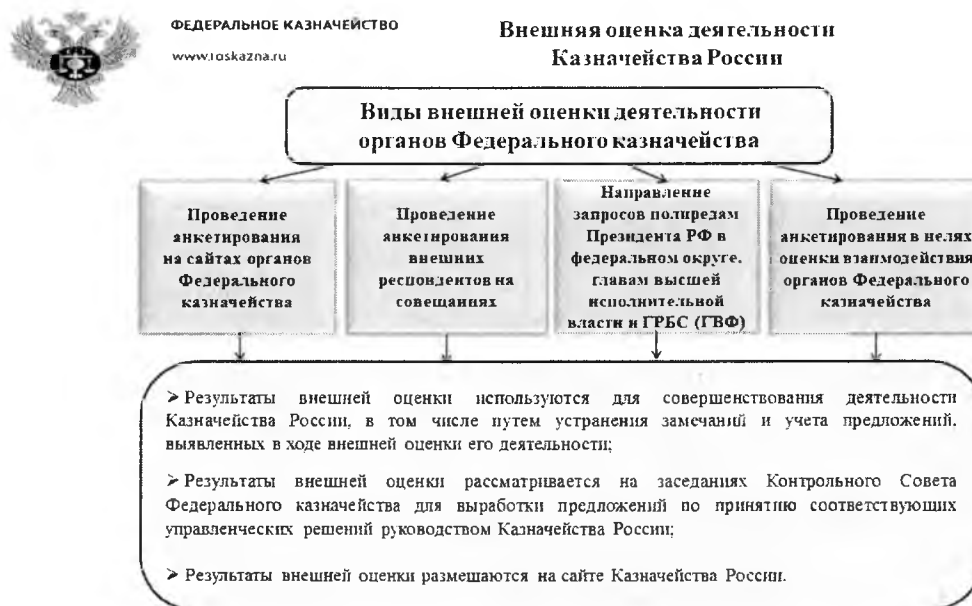 ФЕДЕРАЛЬНОЕ КАЗНАЧЕЙСТВО
www.roskazna.ru
Внешняя оценка деятельности
Казначейства России
Виды внешней оценки деятельности
органов Федерального казначейства
Проведение
анкетирования
на сайтах органов
Федерального
казначейства
Проведение
анкетирования
внешних
респондентов на
совещаниях
Направление
запросов полпредам
Президента РФ в
федеральном округе,
главам высшей
исполнительной
власти и ГРБС (ГВФ)
Проведение
анкетирования в целях
оценки взаимодействия
органов Федерального
казначейства
➢ Результаты внешней оценки используются для совершенствования деятельности
Казначейства России, в том числе путем устранения замечаний и учета предложений,
выявленных в ходе внешней оценки его деятельности;
➢ Результаты внешней оценки рассматривается на заседаниях Контрольного Совета
Федерального казначейства для выработки предложений по принятию соответствующих
управленческих решений руководством Казначейства России;
➢ Результаты внешней оценки размещаются на сайте Казначейства России.